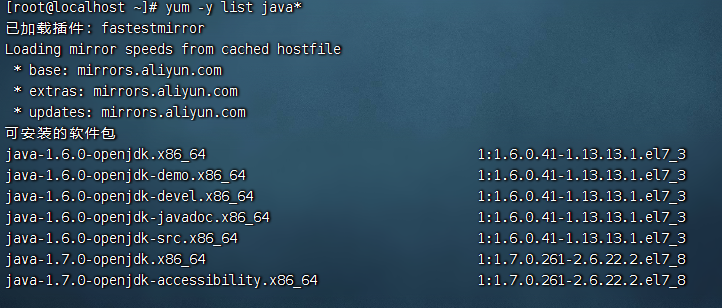 [root@localhost ~]# yum -y list java*
已加载插件: fastestmirror
Loading mirror speeds from cached hostfile
 * base: mirrors.aliyun.com
 * extras: mirrors.aliyun.com
 * updates: mirrors.aliyun.com
可安装的软件包
java-1.6.0-openjdk.x86_64 1:1.6.0.41-1.13.13.1.el7_3
java-1.6.0-openjdk-demo.x86_64 1:1.6.0.41-1.13.13.1.el7_3
java-1.6.0-openjdk-devel.x86_64 1:1.6.0.41-1.13.13.1.el7_3
java-1.6.0-openjdk-javadoc.x86_64 1:1.6.0.41-1.13.13.1.el7_3
java-1.6.0-openjdk-src.x86_64 1:1.6.0.41-1.13.13.1.el7_3
java-1.7.0-openjdk.x86_64 1:1.7.0.261-2.6.22.2.el7_8
java-1.7.0-openjdk-accessibility.x86_64 1:1.7.0.261-2.6.22.2.el7_8